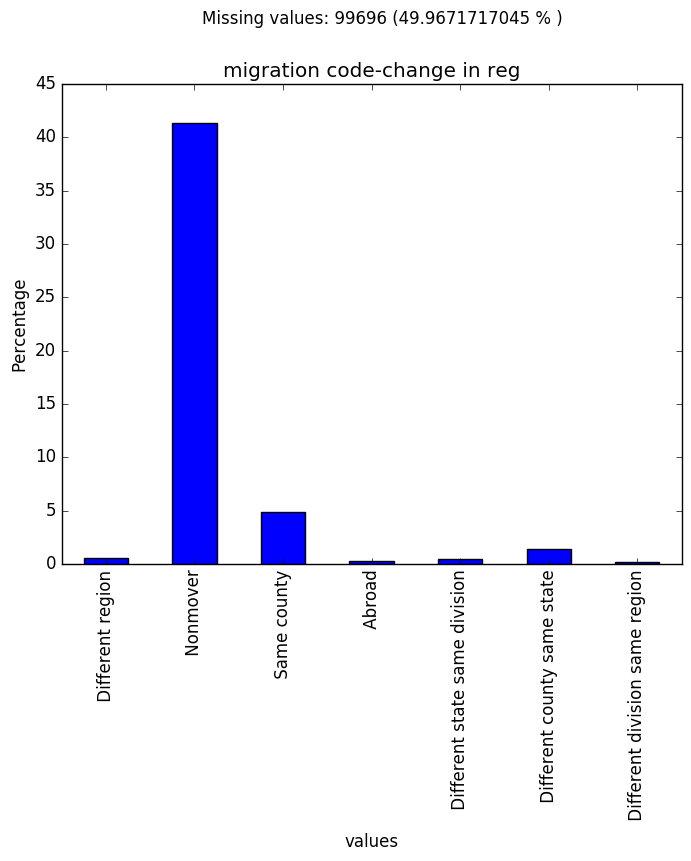 Missing values: 99696 (49.9671717045 % )
migration code-change in reg
45
40
35
30
25
20
15
10
5
0
Percentage
Different region
Nonmover
Same county
Abroad
Different state same division
Different county same state
Different division same region
values